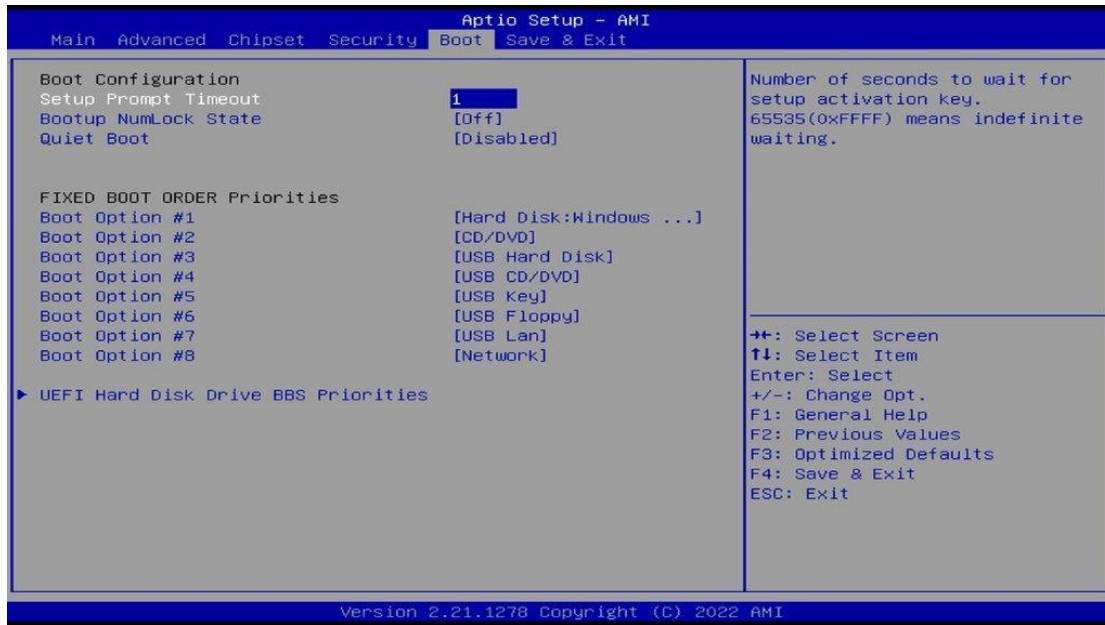 Aptio Setup - AMI
Main Advanced Chipset Security Boot Save & Exit
Boot Configuration
Setup Prompt Timeout 1
Bootup NumLock State [Off]
Quiet Boot [Disabled]
FIXED BOOT ORDER Priorities
Boot Option #1 [Hard Disk:Windows ...]
Boot Option #2 [CD/DVD]
Boot Option #3 [USB Hard Disk]
Boot Option #4 [USB CD/DVD]
Boot Option #5 [USB Key]
Boot Option #6 [USB Floppy]
Boot Option #7 [USB Lan]
Boot Option #8 [Network]
▶ UEFI Hard Disk Drive BBS Priorities
Number of seconds to wait for
setup activation key.
65535(0xFFFF) means indefinite
waiting.
→←: Select Screen
↑↓: Select Item
Enter: Select
+/-: Change Opt.
F1: General Help
F2: Previous Values
F3: Optimized Defaults
F4: Save & Exit
ESC: Exit
Version 2.21.1278 Copyright (C) 2022 AMI